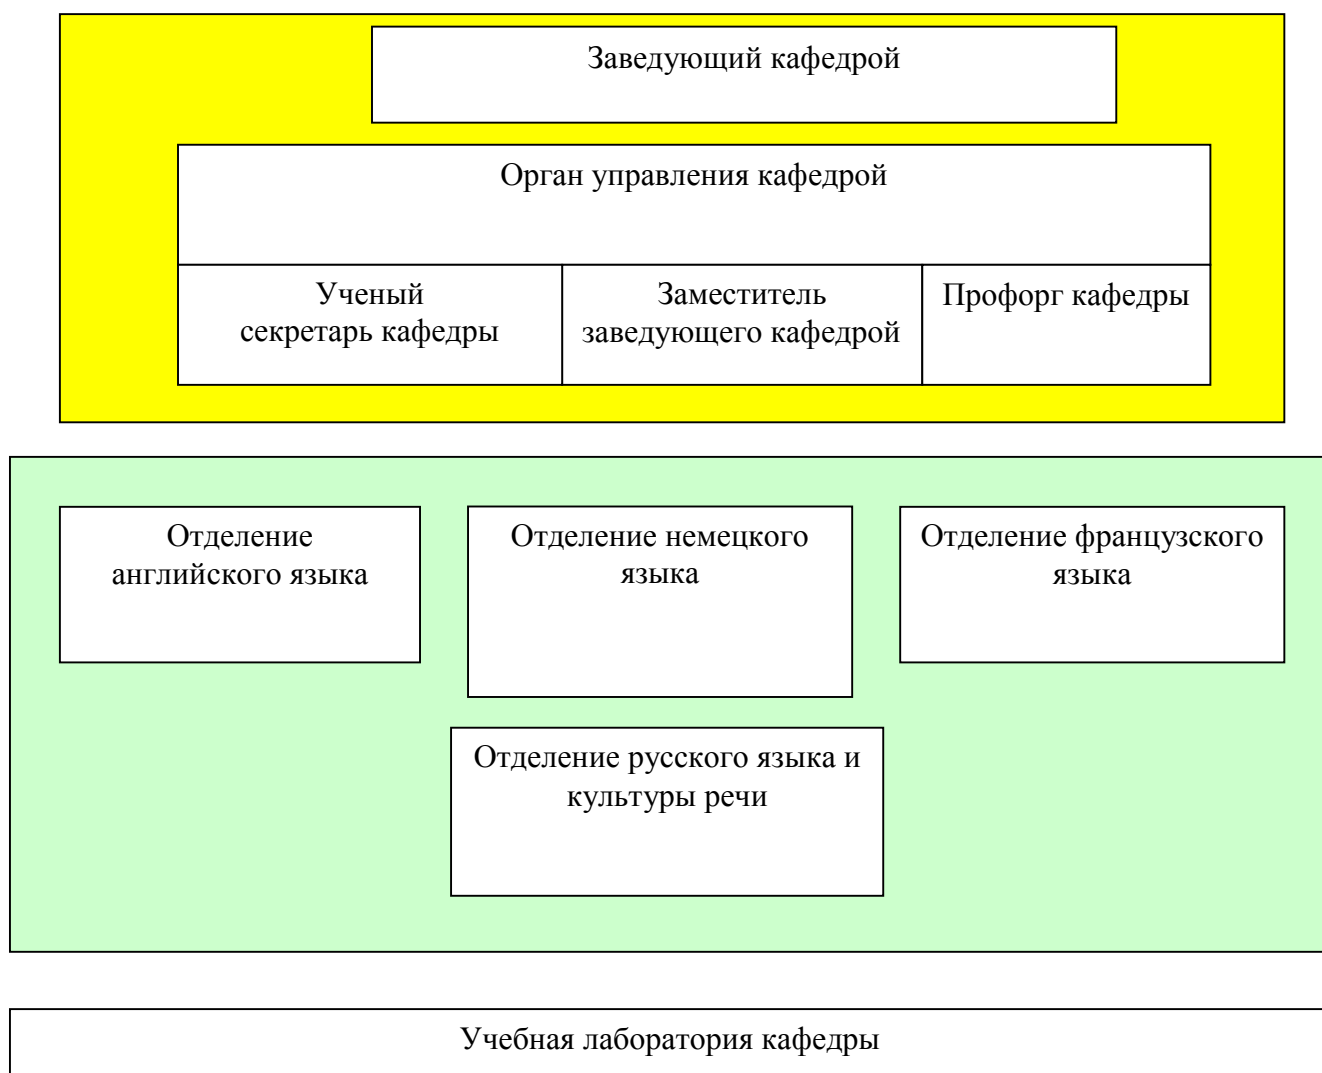 Заведующий кафедрой
Орган управления кафедрой
Ученый
секретарь кафедры
Заместитель
заведующего кафедрой
Профорг кафедры
Отделение
английского языка
Отделение немецкого
языка
Отделение французского
языка
Отделение русского языка и
культуры речи
Учебная лаборатория кафедры